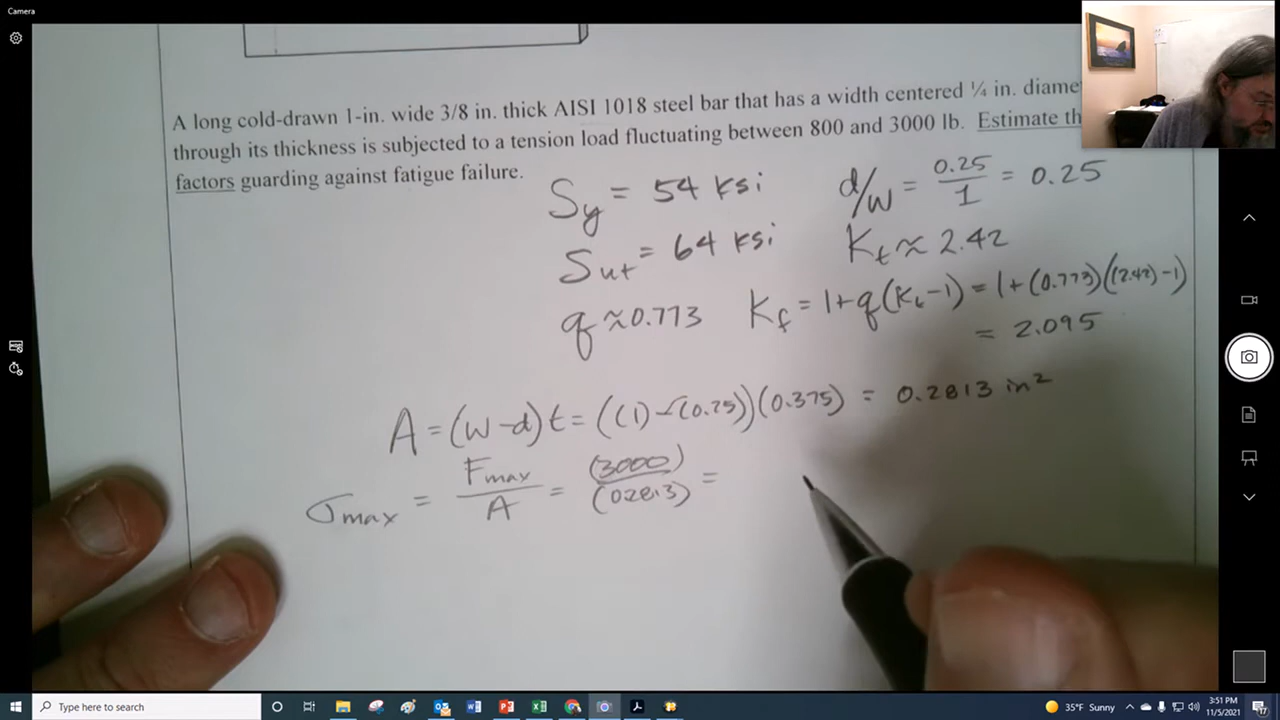 Camera
A long cold-drawn 1-in. wide 3/8 in. thick AISI 1018 steel bar that has a width centered ¼ in. diame
through its thickness is subjected to a tension load fluctuating between 800 and 3000 lb. Estimate th
factors guarding against fatigue failure.
Sy = 54 ksi
d/w = 0.25/1 = 0.25
Sut = 64 ksi
Kt ≈ 2.42
q ≈ 0.773
Kf = 1+q(Kt-1) = 1+(0.773)((2.42)-1)
= 2.095
A = (w-d)t = ((1)-(0.25))(0.375) = 0.2813 in²
σmax = Fmax/A = (3000)/(02813) =
Type here to search
35°F Sunny
3:51 PM
11/5/2021
17